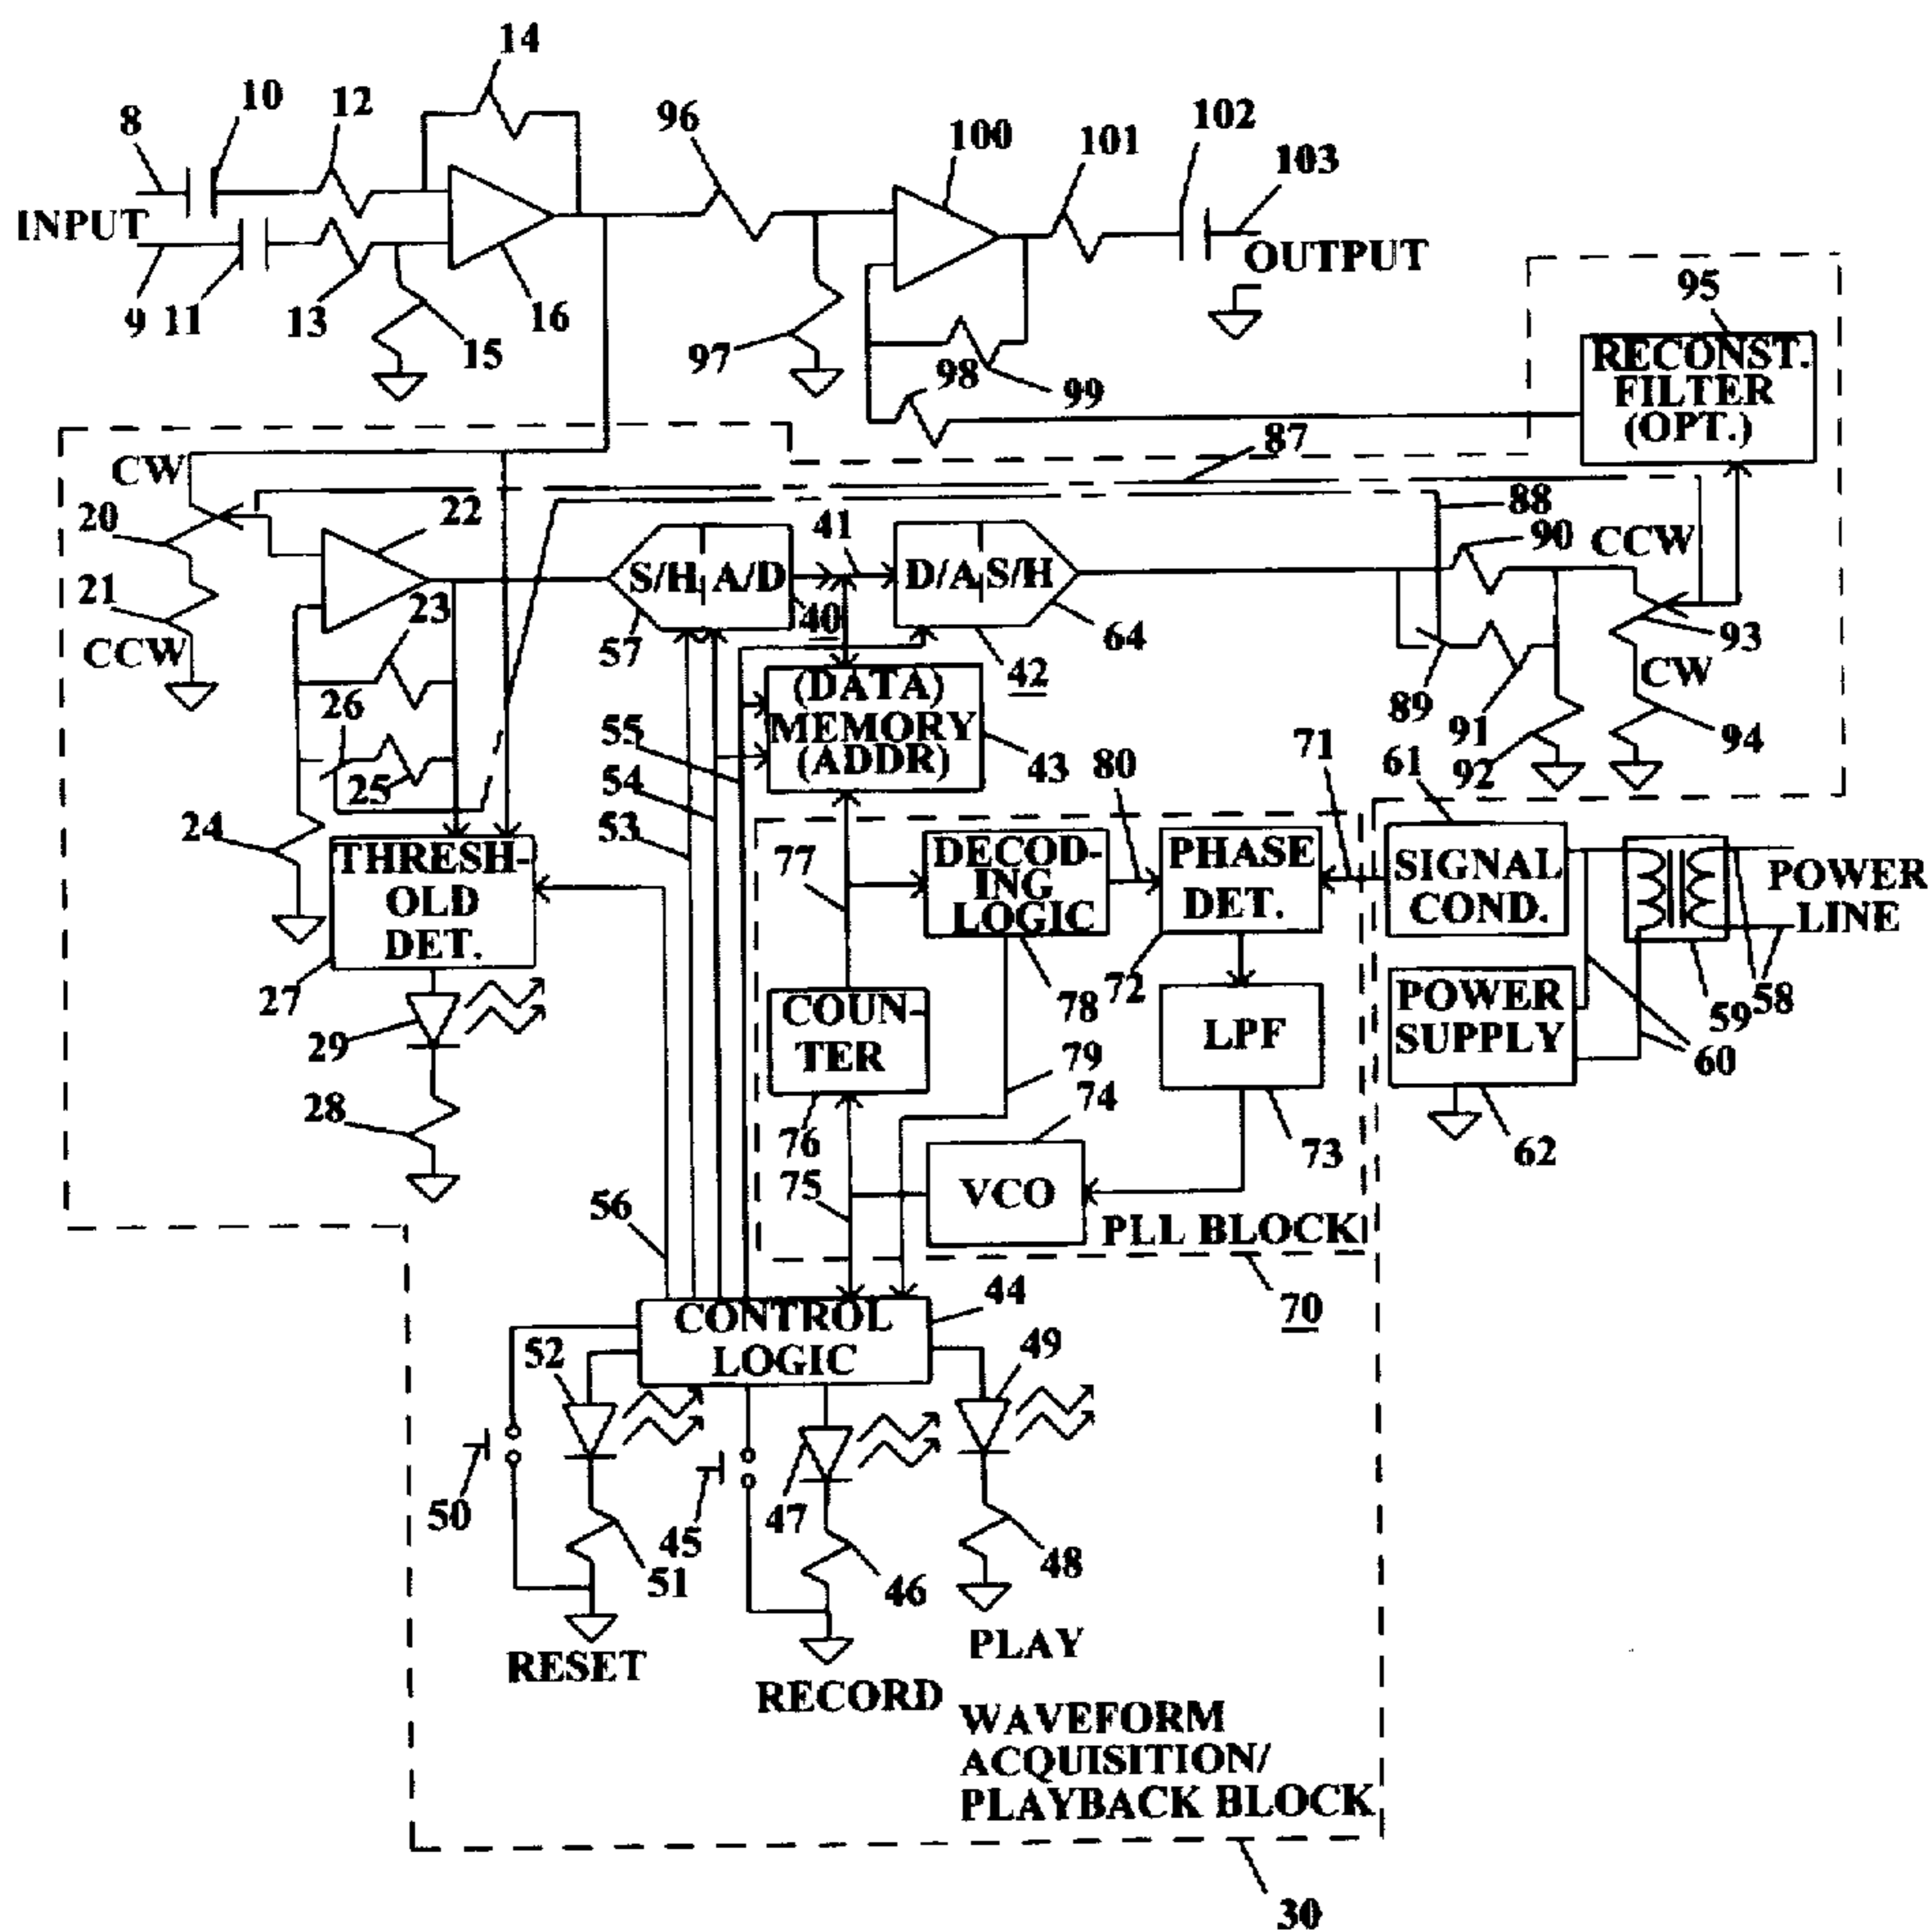 14
10
12
8
96
100
101
102
103
INPUT
OUTPUT
9
11
13
15
16
97
98
99
95
RECONST.
FILTER
(OPT.)
87
CW
20
22
41
88
90
CCW
21
S/H A/D
D/A S/H
23
40
57
64
93
CCW
42
CW
26
(DATA)
MEMORY
(ADDR)
55
89
91
94
25
54
43
80
71
61
92
24
53
THRESH-
OLD
DET.
77
DECOD-
ING
LOGIC
PHASE
DET.
SIGNAL
COND.
POWER
LINE
27
78
72
59
58
COUN-
TER
LPF
POWER
SUPPLY
29
79
60
28
74
76
73
62
75
56
VCO
PLL BLOCK
44
70
CONTROL
LOGIC
52
49
50
45
47
51
46
48
PLAY
RESET
RECORD
WAVEFORM
ACQUISITION/
PLAYBACK BLOCK
30